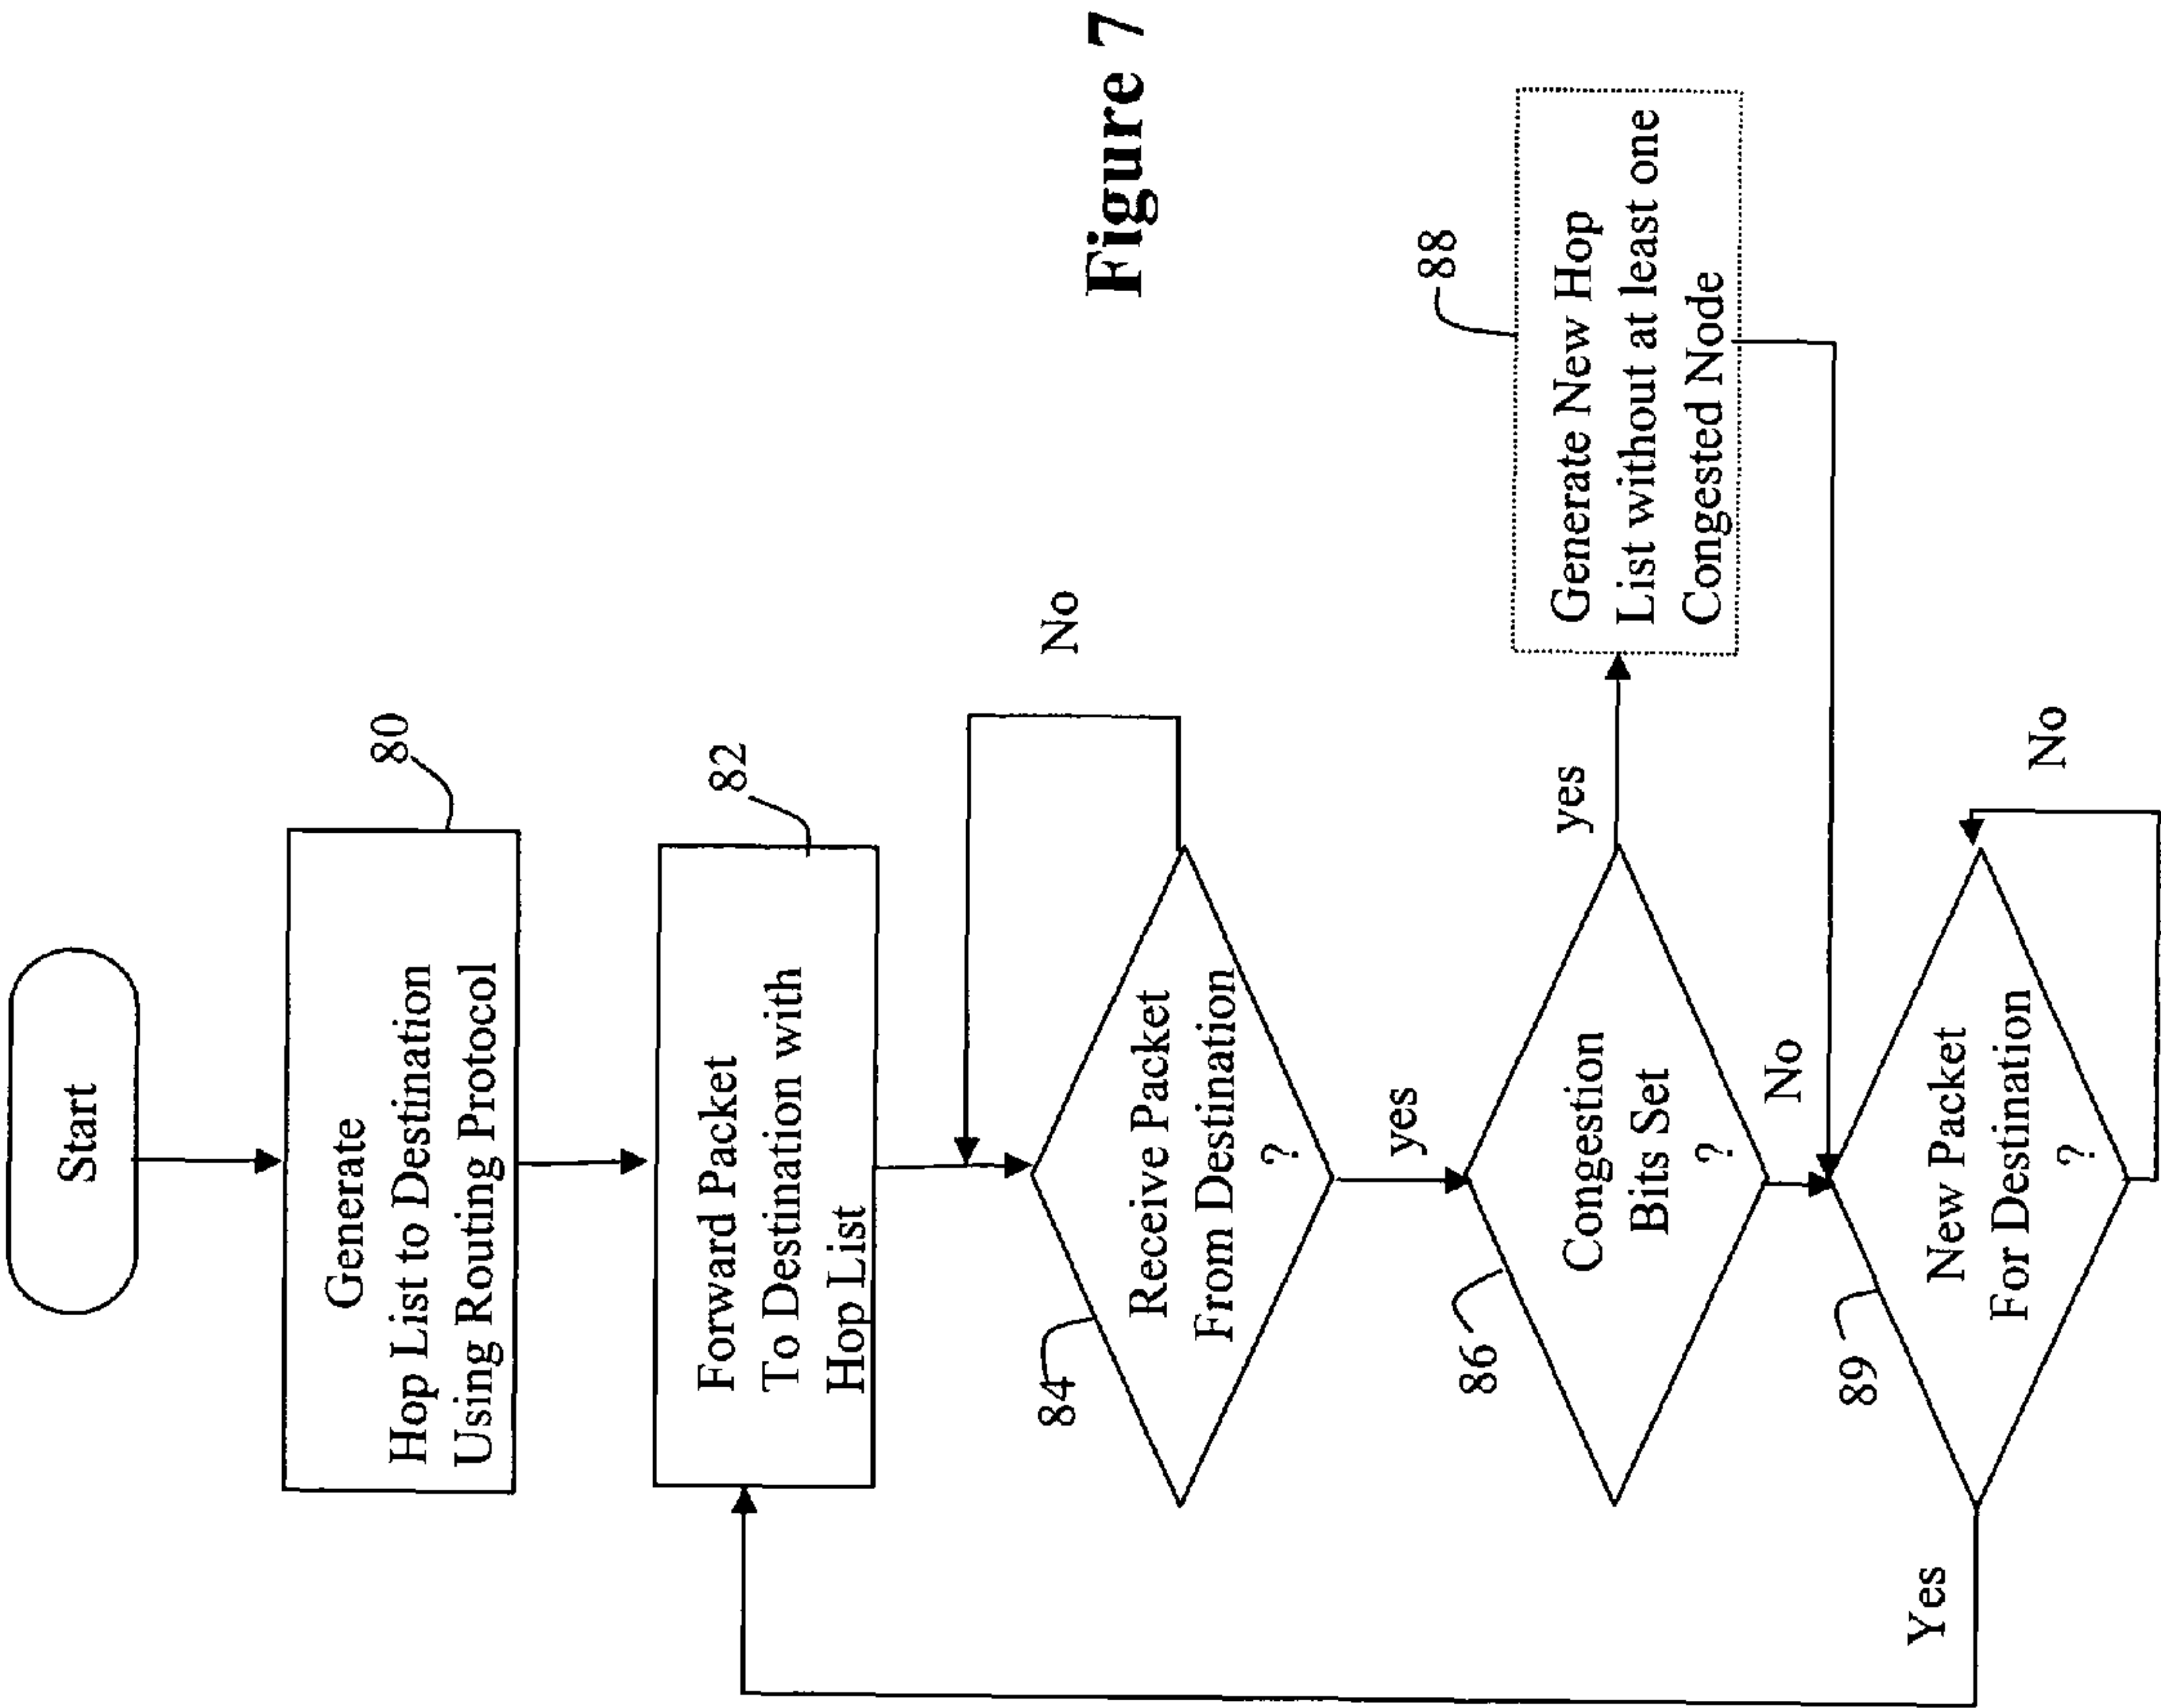 Start
Generate
Hop List to Destination
Using Routing Protocol
80
Forward Packet
To Destination with
Hop List
82
Receive Packet
From Destination
?
84
No
yes
Congestion
Bits Set
?
86
yes
Generate New Hop
List without at least one
Congested Node
88
No
New Packet
For Destination
?
89
No
Yes
Figure 7